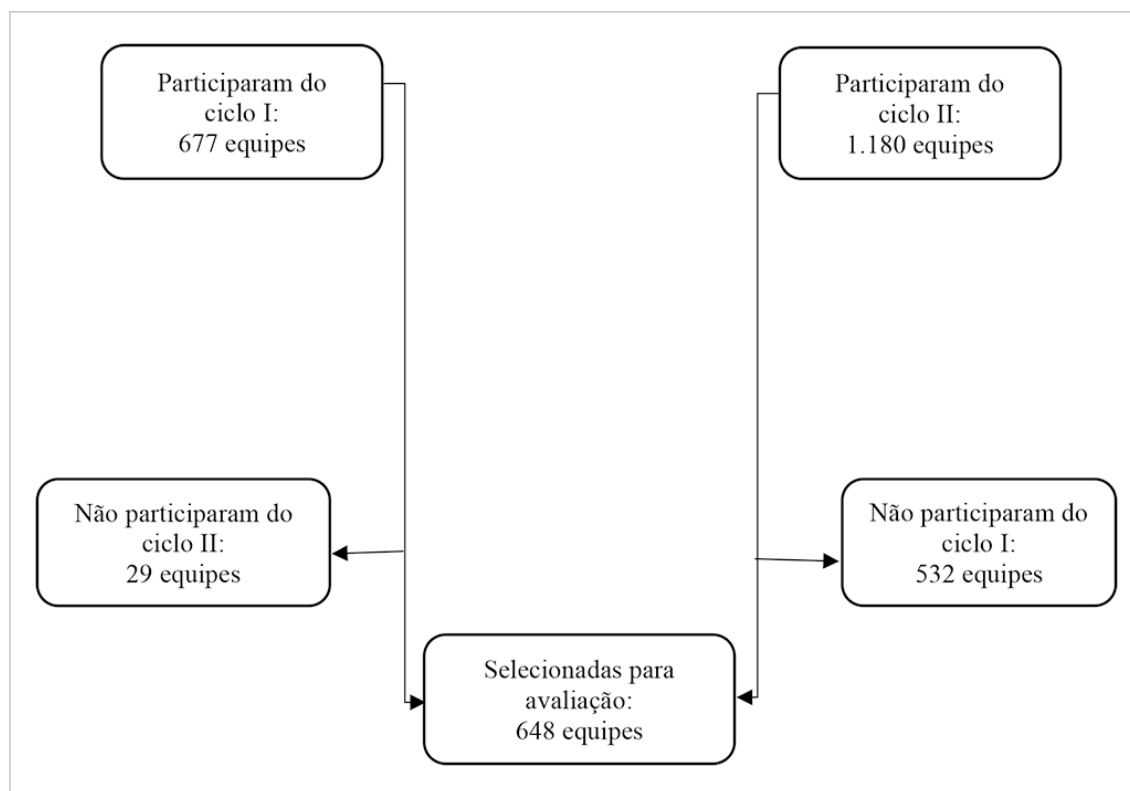 Participaram do
ciclo I:
677 equipes
Participaram do
ciclo II:
1.180 equipes
Não participaram do
ciclo II:
29 equipes
Não participaram do
ciclo I:
532 equipes
Selecionadas para
avaliação:
648 equipes